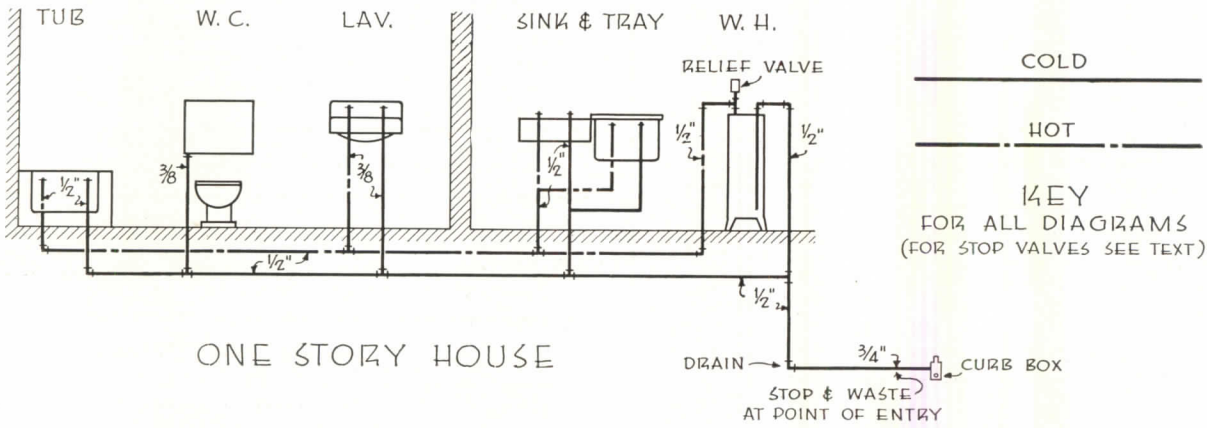 TUB
W. C.
LAV.
SINK & TRAY
W. H.
RELIEF VALVE
COLD
HOT
KEY
FOR ALL DIAGRAMS
(FOR STOP VALVES SEE TEXT)
1/2"
3/8
3/8
1/2
1/2"
1/2"
1/2"
1/2"
ONE STORY HOUSE
DRAIN
3/4"
CURB BOX
STOP & WASTE
AT POINT OF ENTRY